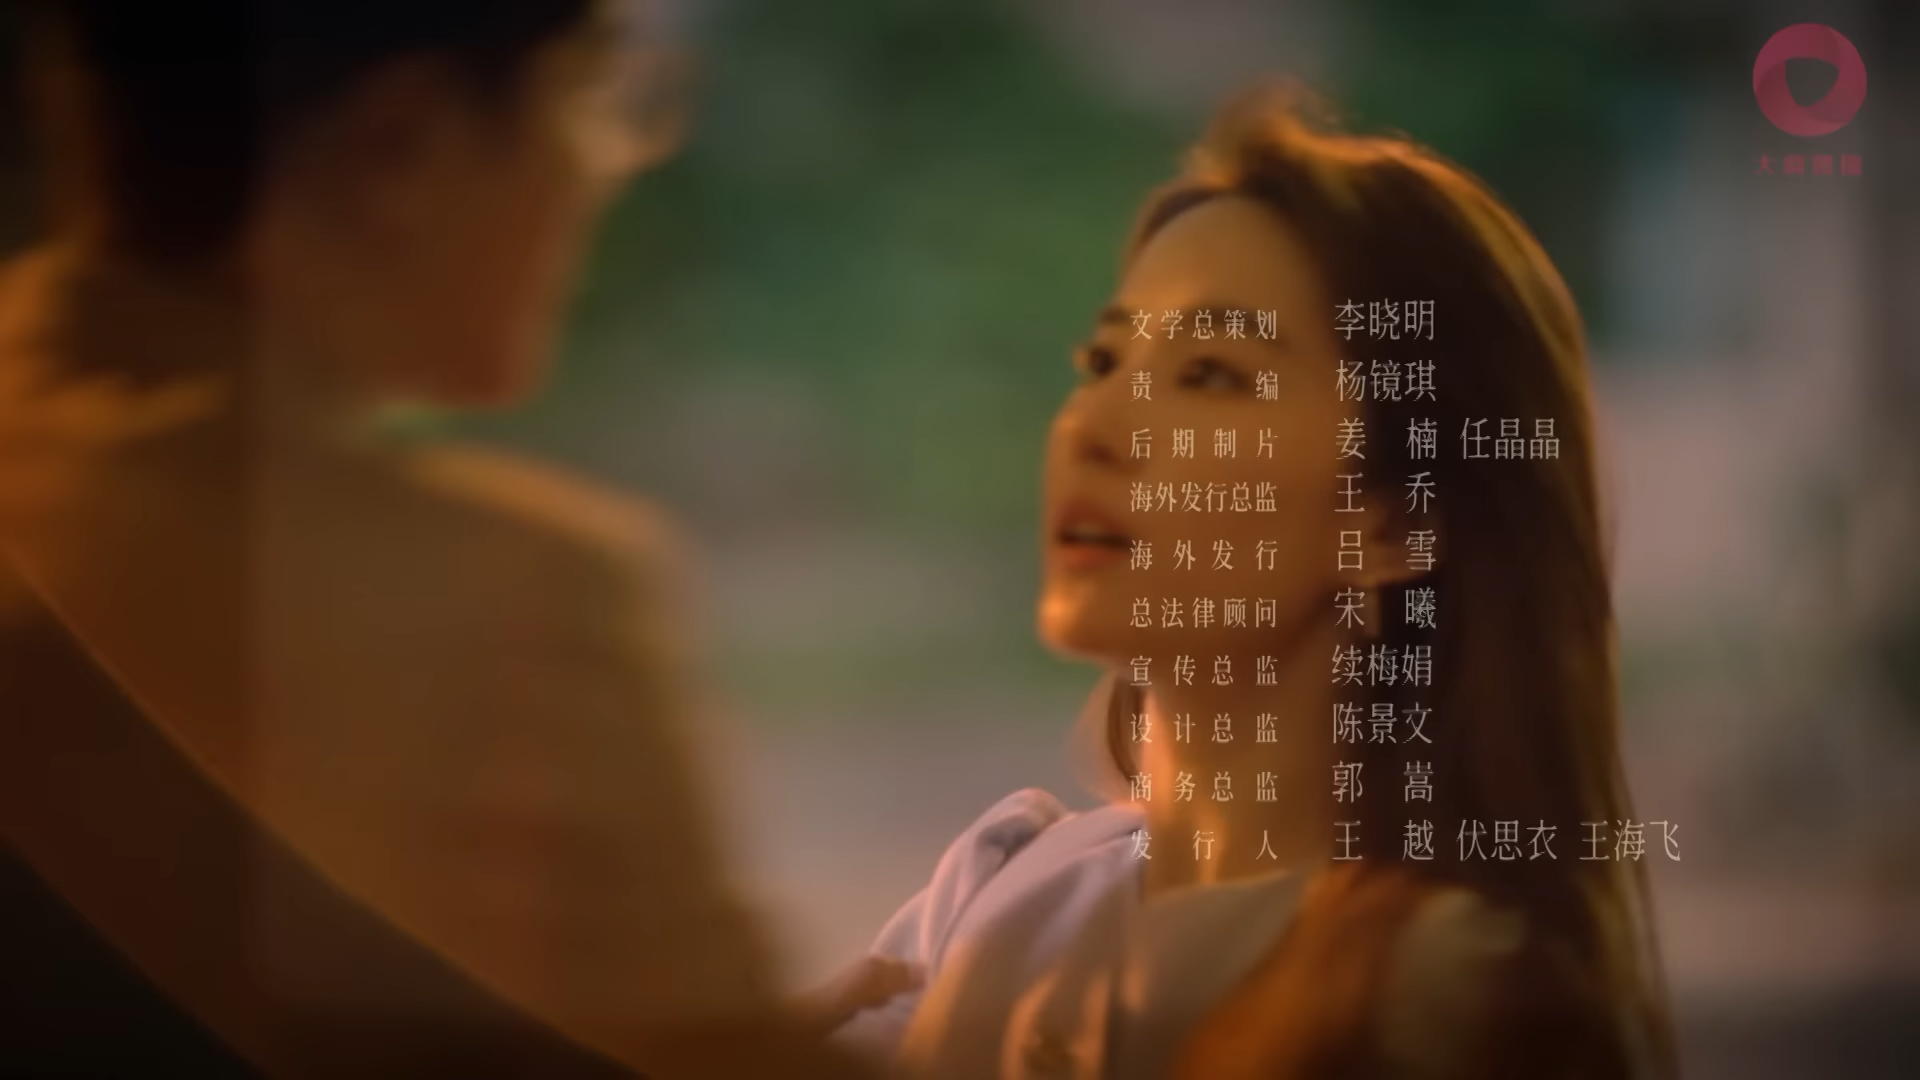 文学总策划 李晓明
责编 杨镜琪
后期制片 姜楠 任晶晶
海外发行总监 王乔
海外发行 吕雪
总法律顾问 宋曦
宣传总监 续梅娟
设计总监 陈景文
商务总监 郭嵩
发行人 王越 伏思衣 王海飞